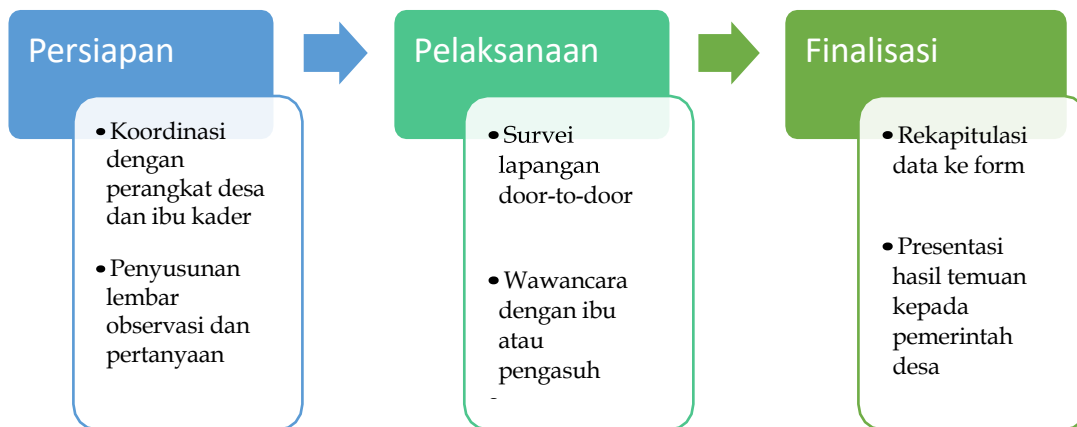 Persiapan
• Koordinasi
dengan
perangkat desa
dan ibu kader
• Penyusunan
lembar
observasi dan
pertanyaan
Pelaksanaan
• Survei
lapangan
door-to-door
• Wawancara
dengan ibu
atau
pengasuh
Finalisasi
• Rekapitulasi
data ke form
• Presentasi
hasil temuan
kepada
pemerintah
desa